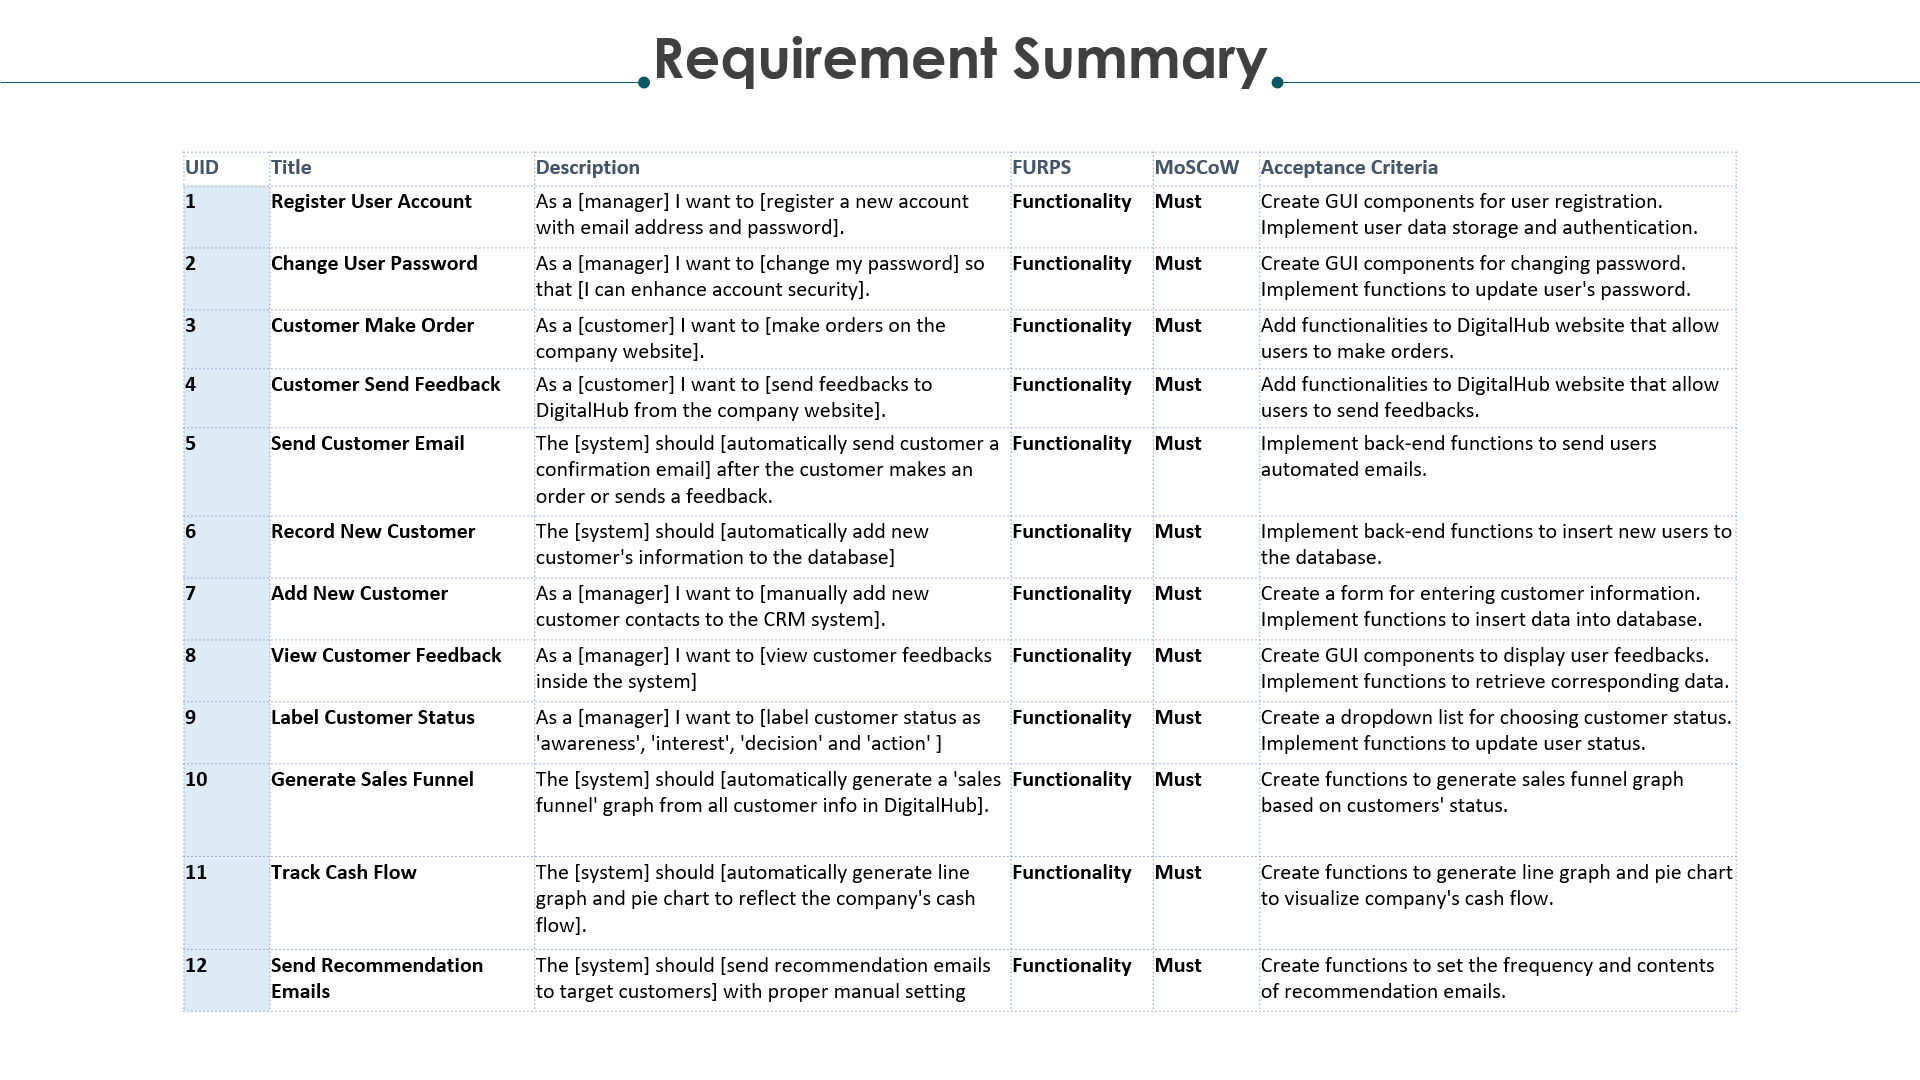 Requirement Summary
UID Title Description FURPS MoSCoW Acceptance Criteria
1 Register User Account As a [manager] I want to [register a new account Functionality Must Create GUI components for user registration.
with email address and password]. Implement user data storage and authentication.
2 Change User Password As a [manager] I want to [change my password] so Functionality Must Create GUI components for changing password.
that [I can enhance account security]. Implement functions to update user's password.
3 Customer Make Order As a [customer] I want to [make orders on the Functionality Must Add functionalities to DigitalHub website that allow
company website]. users to make orders.
4 Customer Send Feedback As a [customer] I want to [send feedbacks to Functionality Must Add functionalities to DigitalHub website that allow
DigitalHub from the company website]. users to send feedbacks.
5 Send Customer Email The [system] should [automatically send customer a Functionality Must Implement back-end functions to send users
confirmation email] after the customer makes an automated emails.
order or sends a feedback.
6 Record New Customer The [system] should [automatically add new Functionality Must Implement back-end functions to insert new users to
customer's information to the database] the database.
7 Add New Customer As a [manager] I want to [manually add new Functionality Must Create a form for entering customer information.
customer contacts to the CRM system]. Implement functions to insert data into database.
8 View Customer Feedback As a [manager] I want to [view customer feedbacks Functionality Must Create GUI components to display user feedbacks.
inside the system] Implement functions to retrieve corresponding data.
9 Label Customer Status As a [manager] I want to [label customer status as Functionality Must Create a dropdown list for choosing customer status.
'awareness', 'interest', 'decision' and 'action' ] Implement functions to update user status.
10 Generate Sales Funnel The [system] should [automatically generate a 'sales Functionality Must Create functions to generate sales funnel graph
funnel' graph from all customer info in DigitalHub]. based on customers' status.
11 Track Cash Flow The [system] should [automatically generate line Functionality Must Create functions to generate line graph and pie chart
graph and pie chart to reflect the company's cash to visualize company's cash flow.
flow].
12 Send Recommendation The [system] should [send recommendation emails Functionality Must Create functions to set the frequency and contents
Emails to target customers] with proper manual setting of recommendation emails.